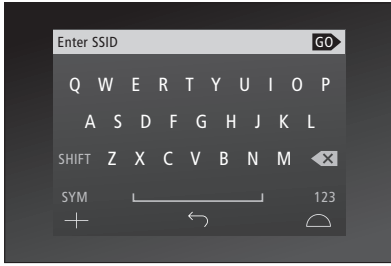 Enter SSID GO
Q W E R T Y U I O P
A S D F G H J K L
SHIFT Z X C V B N M
SYM 123